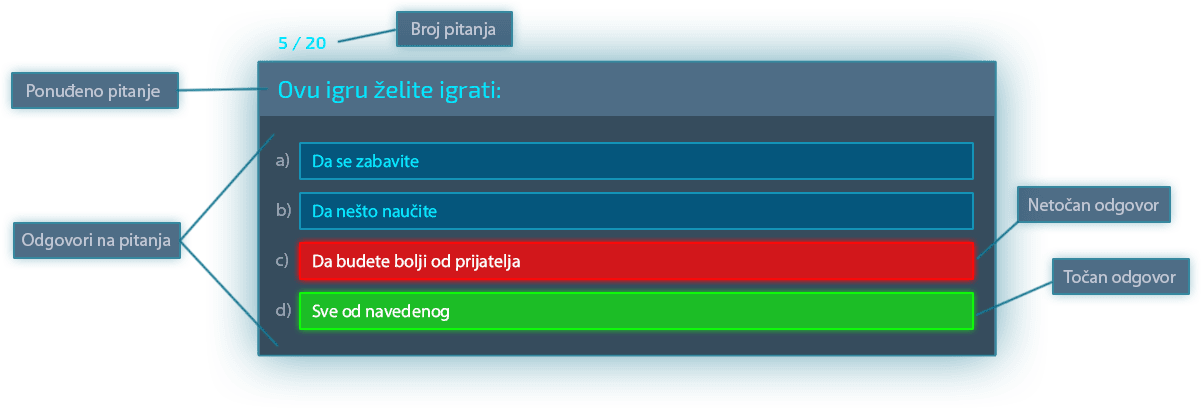 Broj pitanja
5 / 20
Ponuđeno pitanje
Ovu igru želite igrati:
a) Da se zabavite
b) Da nešto naučite
Netočan odgovor
Odgovori na pitanja
c) Da budete bolji od prijatelja
Točan odgovor
d) Sve od navedenog